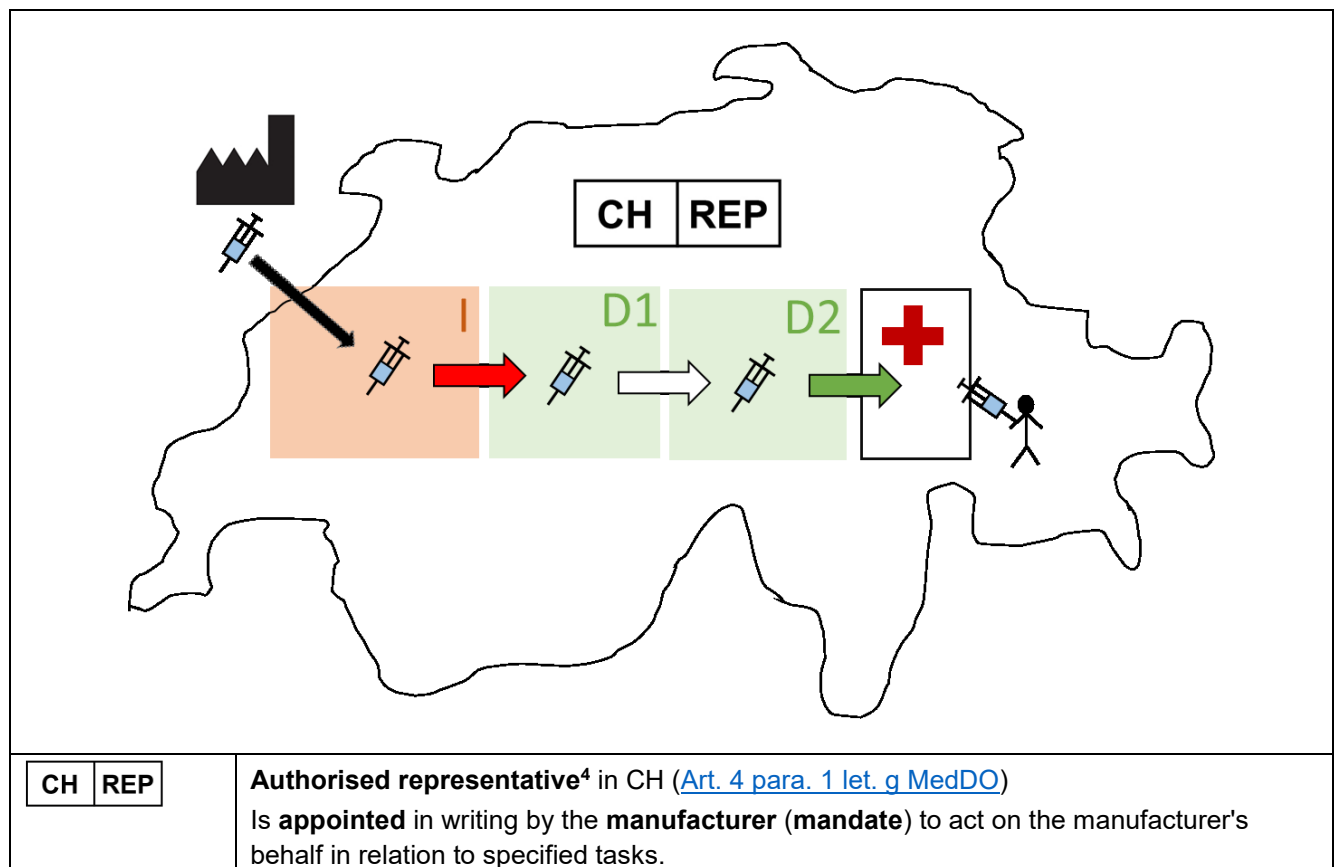 CH REP
I D1 D2
CH REP
Authorised representative4 in CH (Art. 4 para. 1 let. g MedDO)
Is appointed in writing by the manufacturer (mandate) to act on the manufacturer's
behalf in relation to specified tasks.